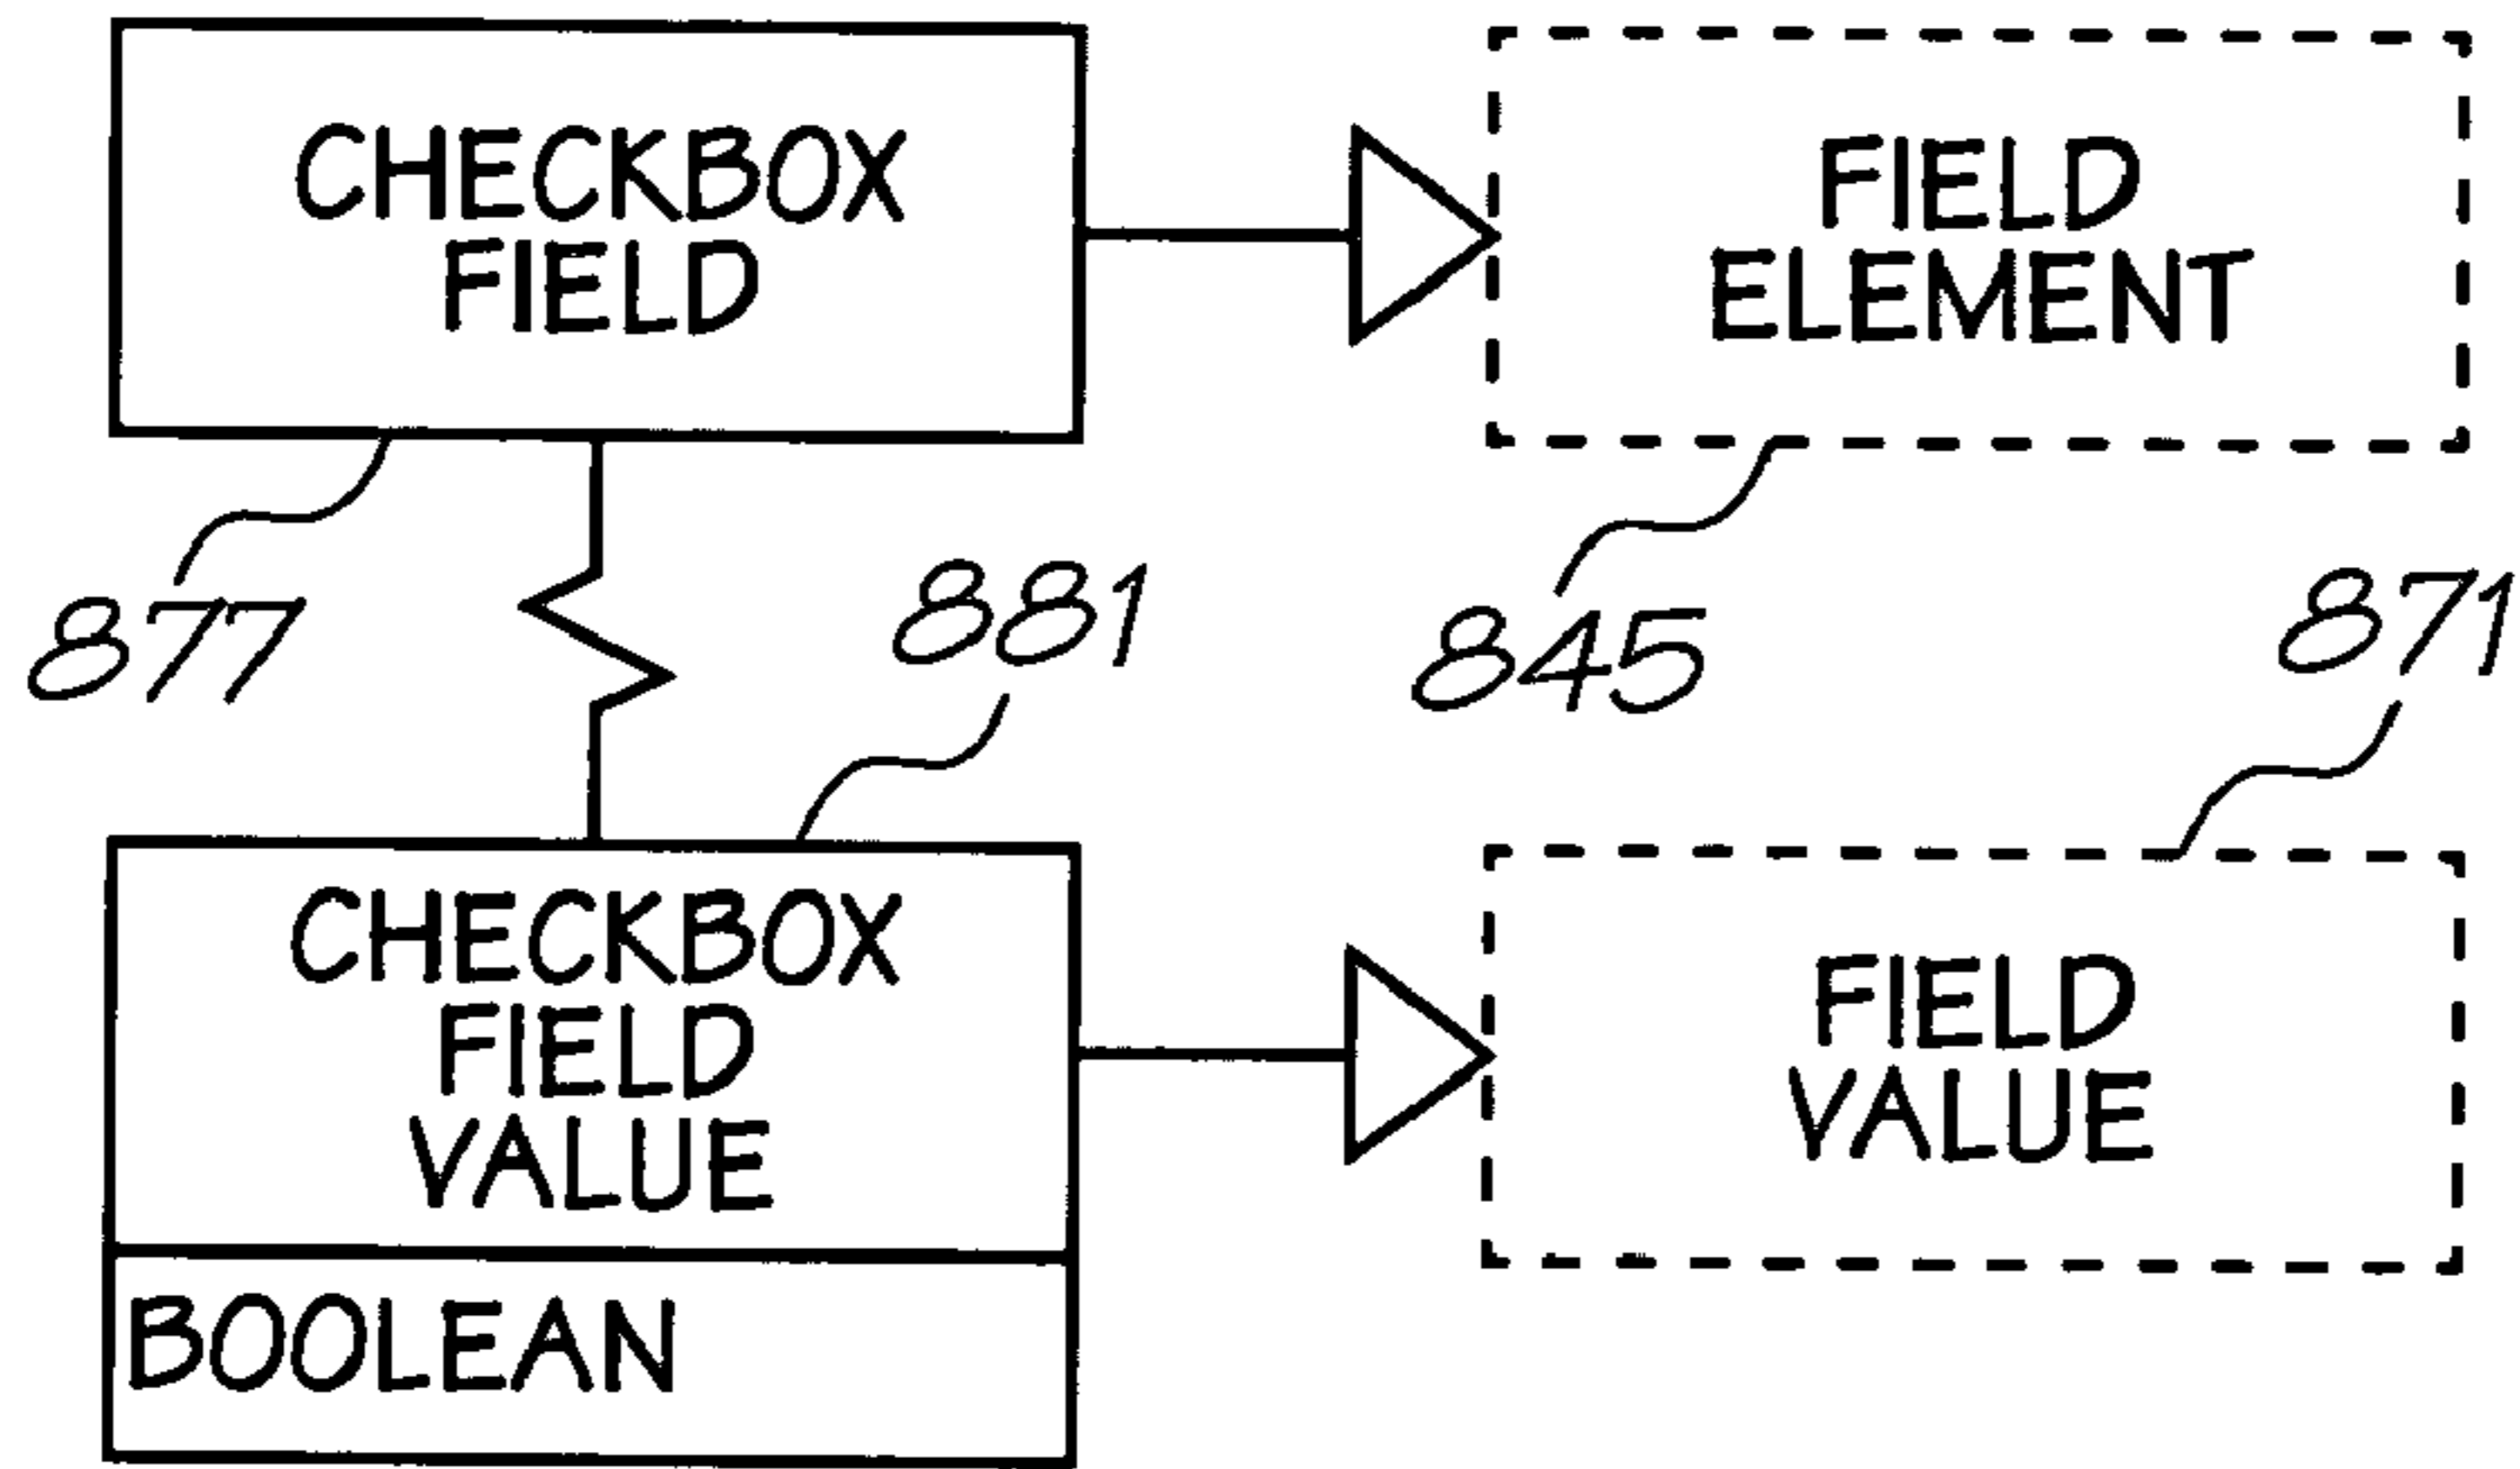 CHECKBOX
FIELD
FIELD
ELEMENT
877
881
845
871
CHECKBOX
FIELD
VALUE
BOOLEAN
FIELD
VALUE